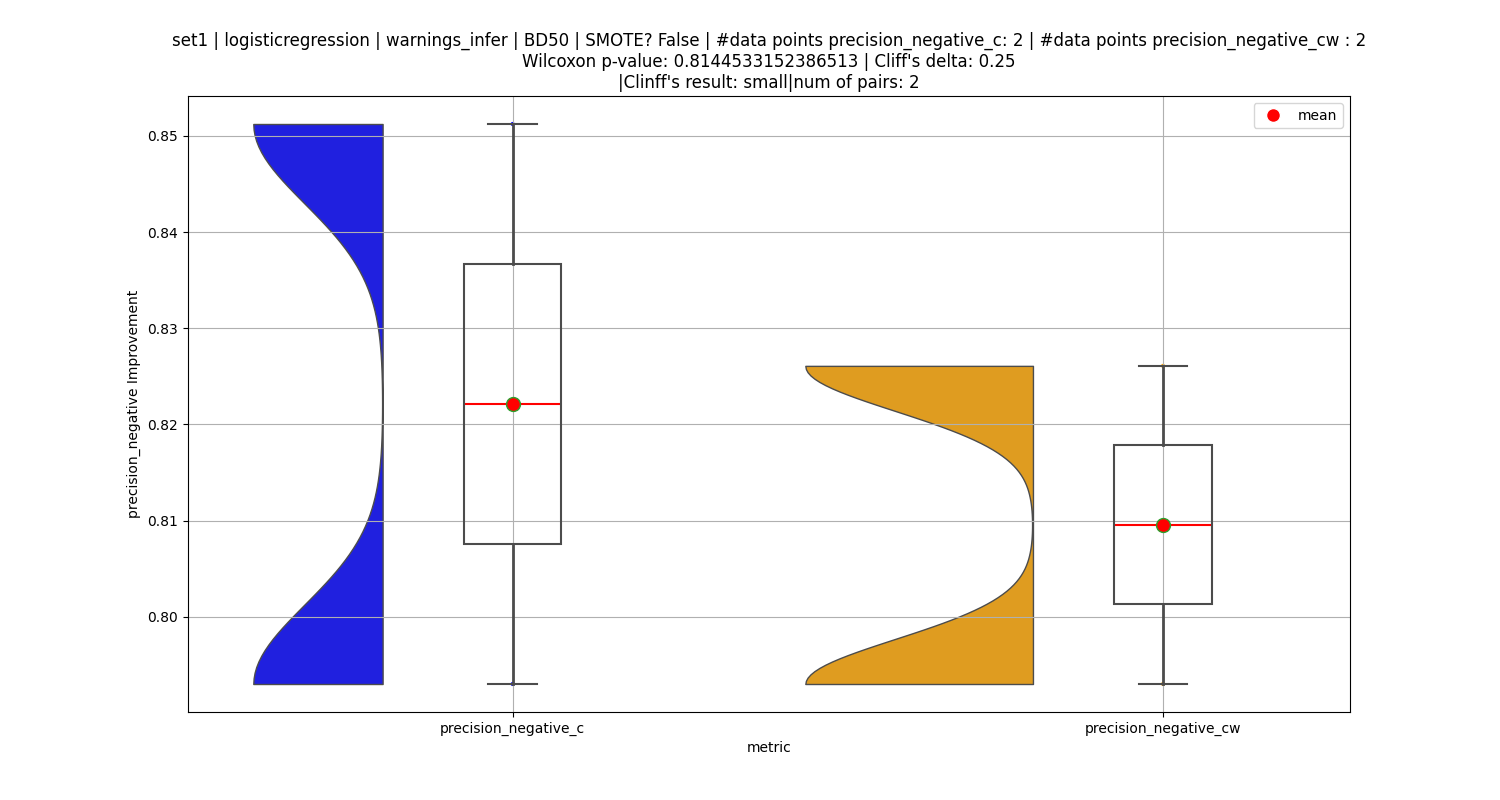 set1 | logisticregression | warnings_infer | BD50 | SMOTE? False | #data points precision_negative_c: 2 | #data points precision_negative_cw : 2
Wilcoxon p-value: 0.8144533152386513 | Cliff's delta: 0.25
|Clinff's result: small|num of pairs: 2
mean
0.85
0.84
0.83
0.82
0.81
0.80
precision_negative Improvement
precision_negative_c
precision_negative_cw
metric